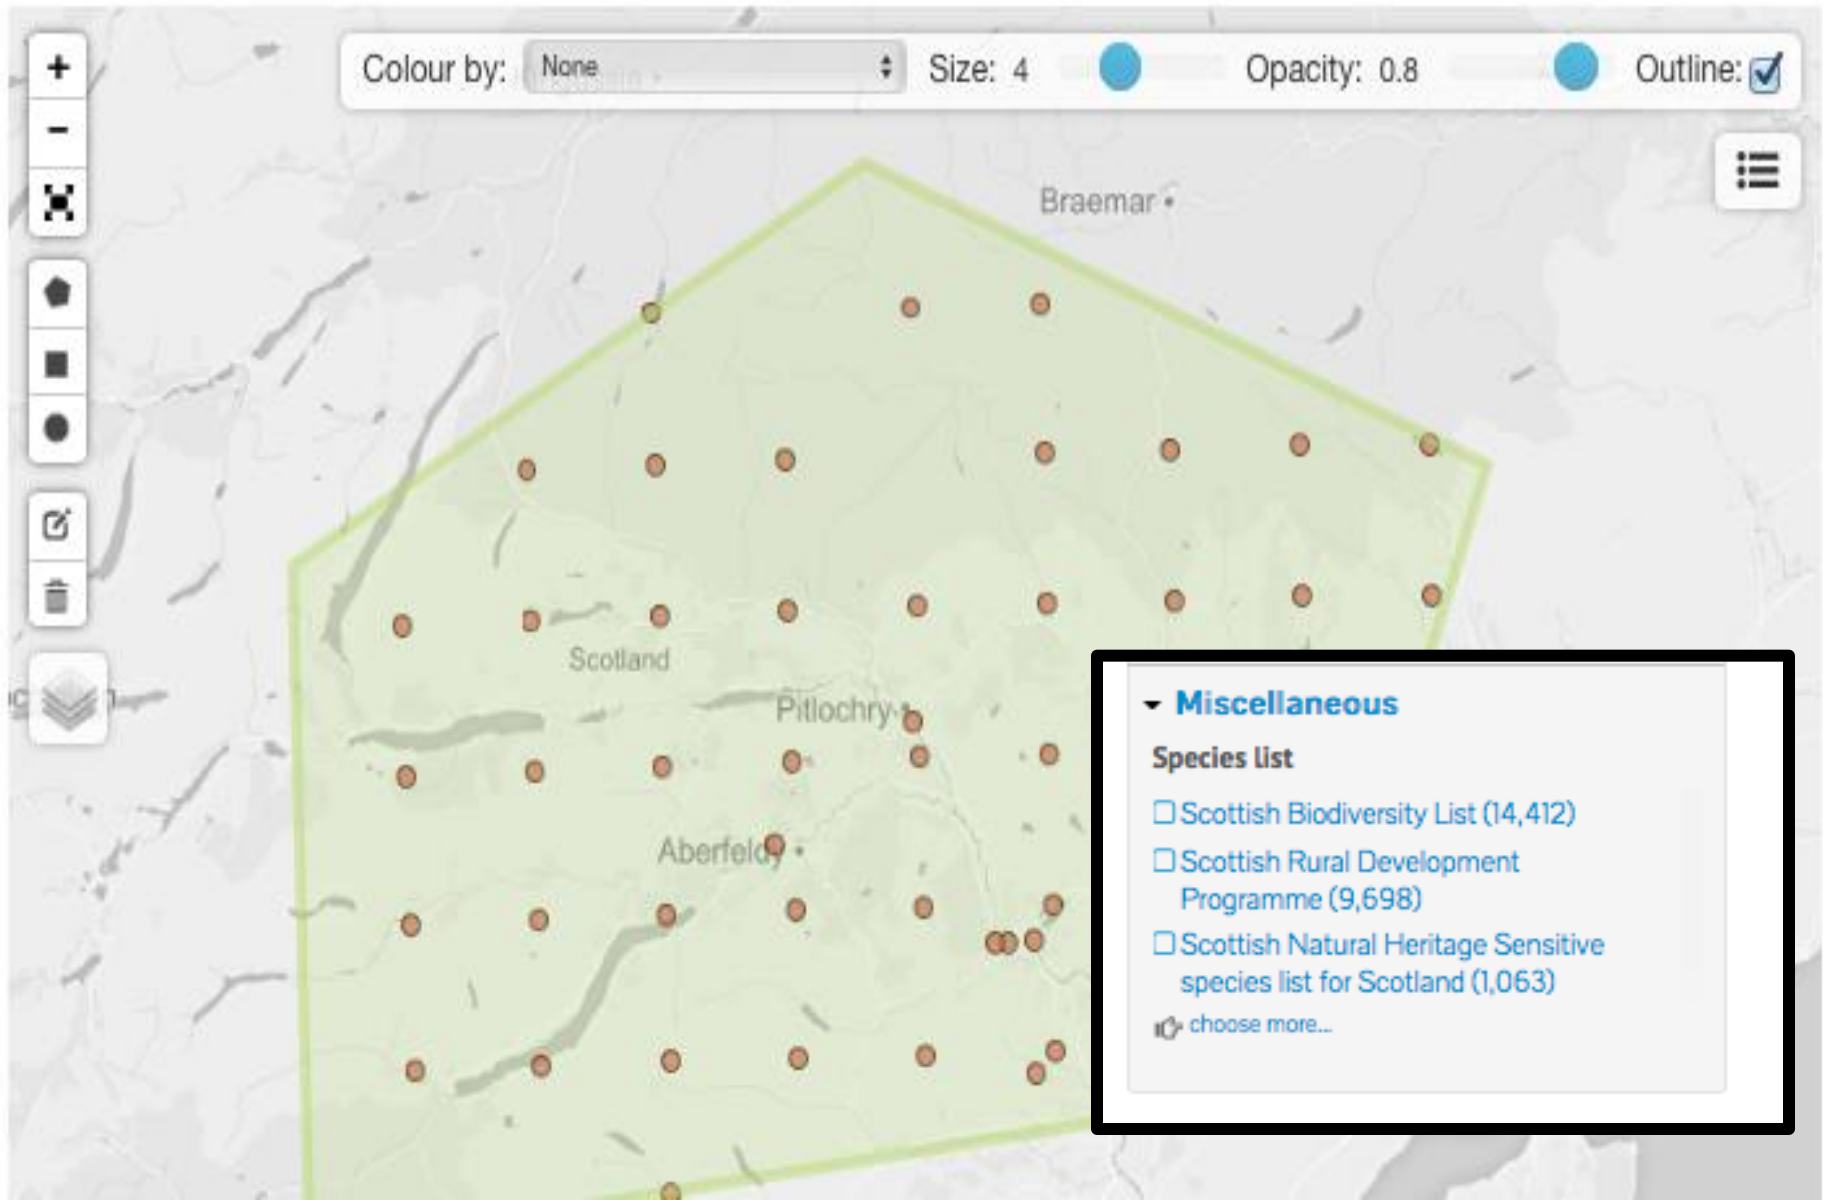 Colour by: None Size: 4 Opacity: 0.8 Outline:
Braemar
Scotland
Pitlochry
Aberfeldy
Miscellaneous
Species list
Scottish Biodiversity List (14,412)
Scottish Rural Development
Programme (9,698)
Scottish Natural Heritage Sensitive
species list for Scotland (1,063)
choose more...